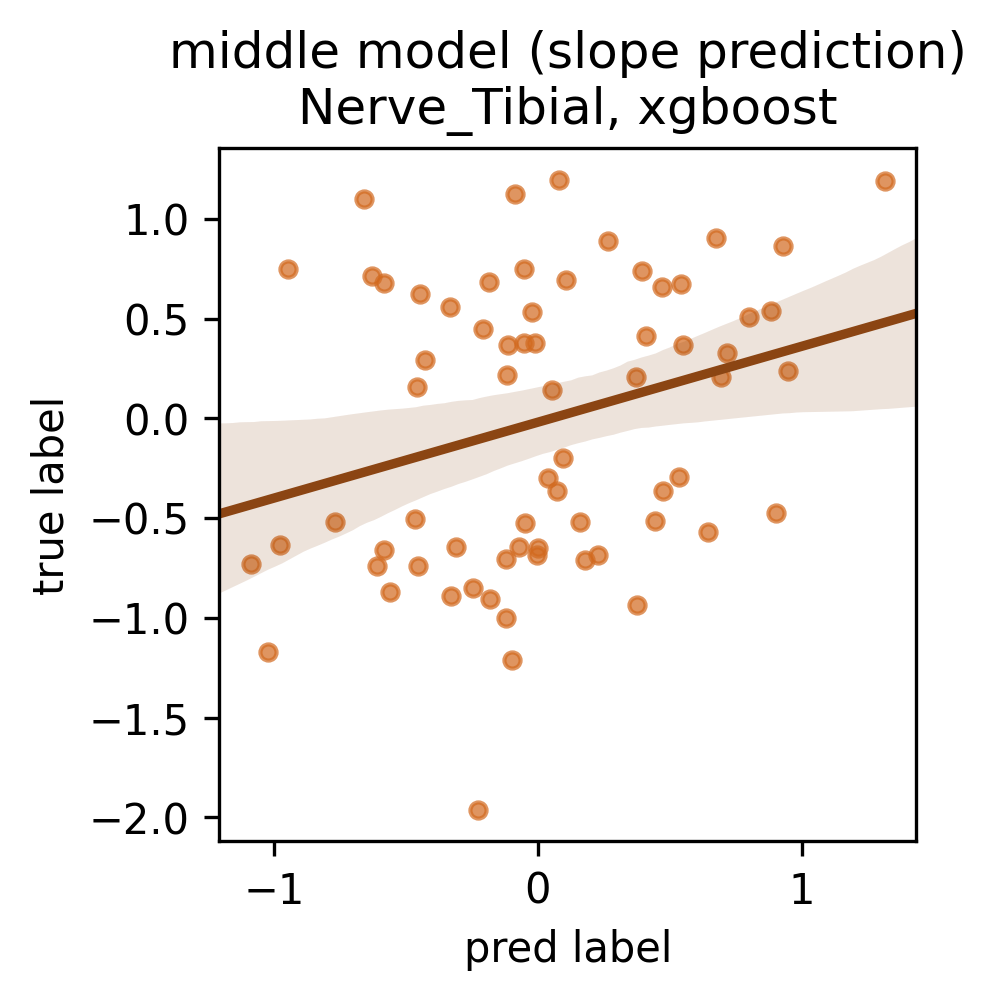 middle model (slope prediction)
Nerve_Tibial, xgboost
1.0
0.5
0.0
−0.5
−1.0
−1.5
−2.0
true label
−1
0
1
pred label